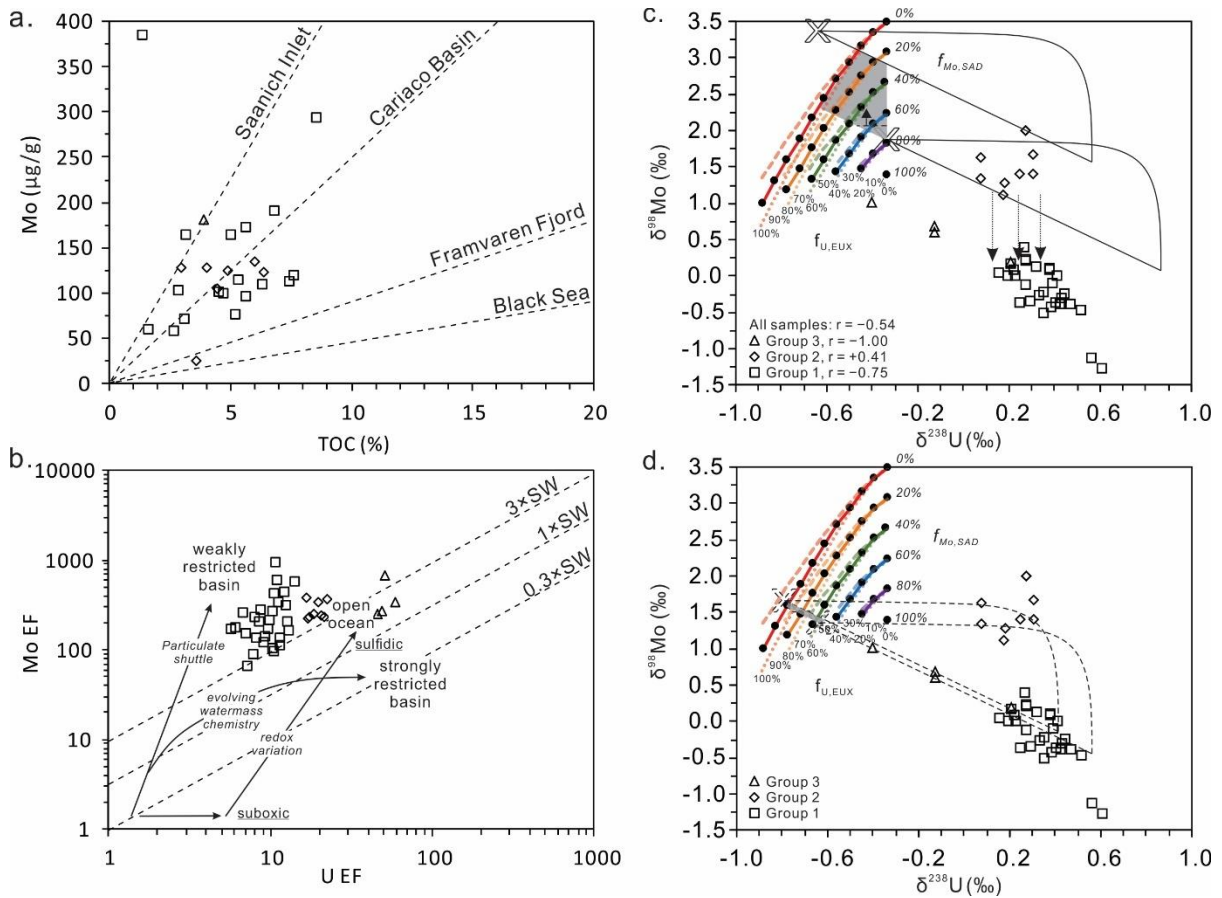 a.
400
350
300
250
200
150
100
50
0
Mo (µg/g)
Saanich Inlet
Cariaco Basin
Framvaren Fjord
Black Sea
0
5
10
15
20
TOC (%)
b.
10000
1000
100
10
1
Mo EF
3×SW
1×SW
0.3×SW
weakly
restricted
basin
Particulate
shuttle
open
ocean
sulfidic
strongly
restricted
basin
evolving
watermass
chemistry
redox
variation
suboxic
1
10
100
1000
U EF
c.
3.5
3.0
2.5
2.0
1.5
1.0
0.5
0.0
-0.5
-1.0
-1.5
δ98Mo (‰)
0%
20%
40%
60%
80%
100%
fMo,SAD
0%
10%
20%
30%
40%
50%
60%
70%
80%
90%
100%
fU,EUX
All samples: r = −0.54
Group 3, r = −1.00
Group 2, r = +0.41
Group 1, r = −0.75
-1.0
-0.6
-0.2
0.2
0.6
1.0
δ238U (‰)
d.
3.5
3.0
2.5
2.0
1.5
1.0
0.5
0.0
-0.5
-1.0
-1.5
δ98Mo (‰)
0%
20%
40%
60%
80%
100%
fMo,SAD
0%
10%
20%
30%
40%
50%
60%
70%
80%
90%
100%
fU,EUX
Group 3
Group 2
Group 1
-1.0
-0.6
-0.2
0.2
0.6
1.0
δ238U (‰)